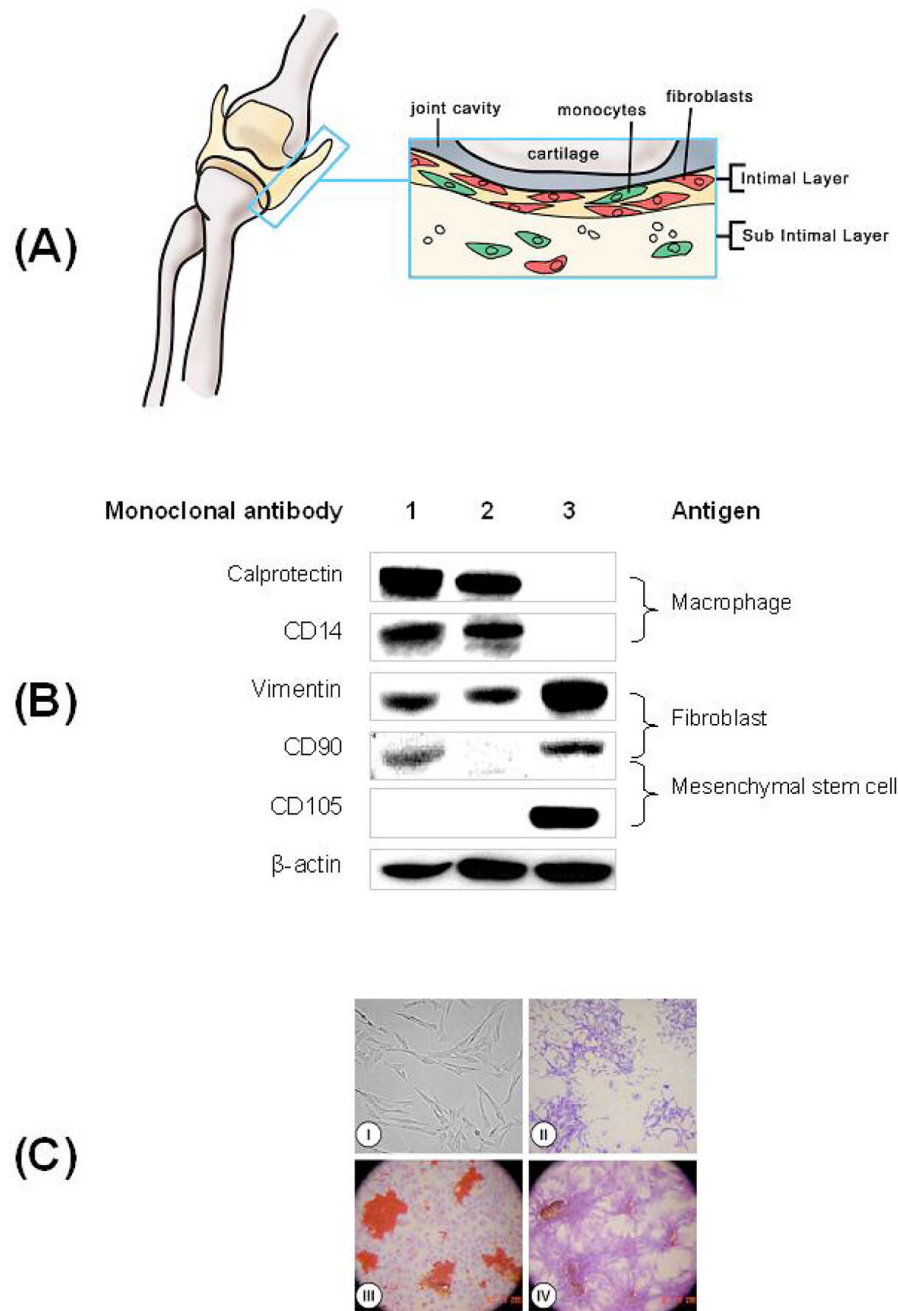 fibroblasts
joint cavity
monocytes
cartilage
Intimal Layer
(A)
Sub Intimal Layer
Monoclonal antibody 1 2 3 Antigen
Calprotectin
Macrophage
CD14
(B)
Vimentin
Fibroblast
CD90
Mesenchymal stem cell
CD105
β-actin
(C)
I II
III IV